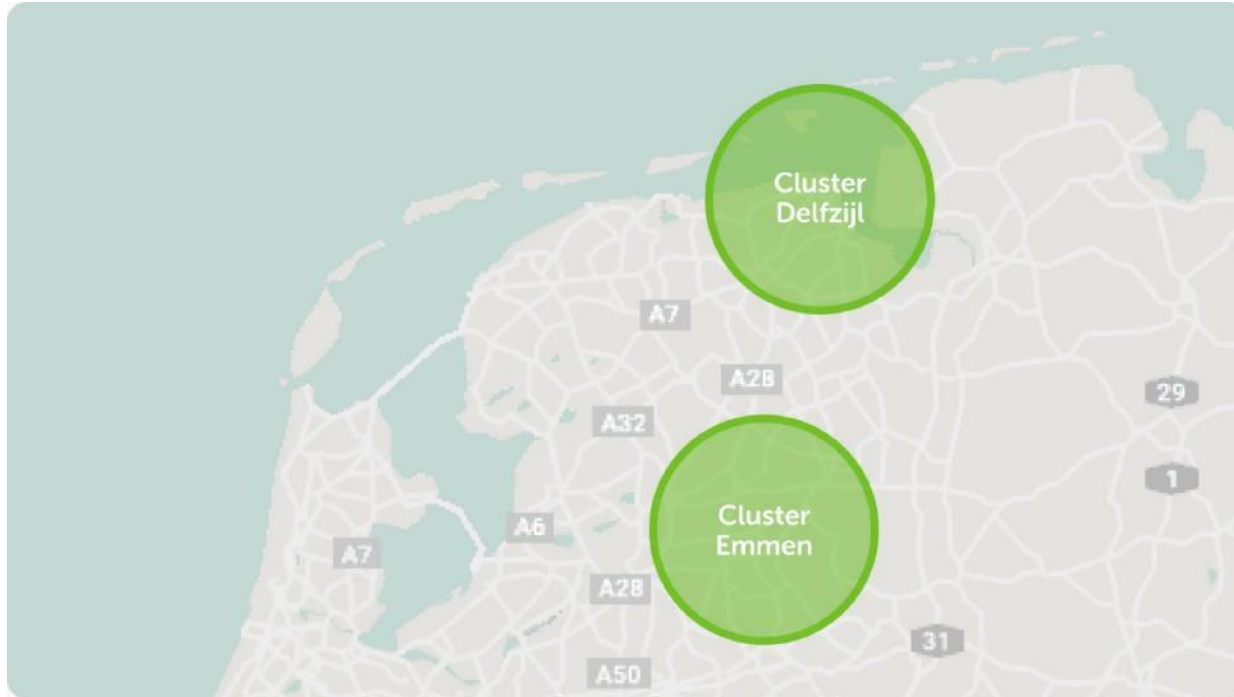 Cluster
Delfzijl
A7
A28
29
A32
1
Cluster
Emmen
A6
A7
A28
31
A50